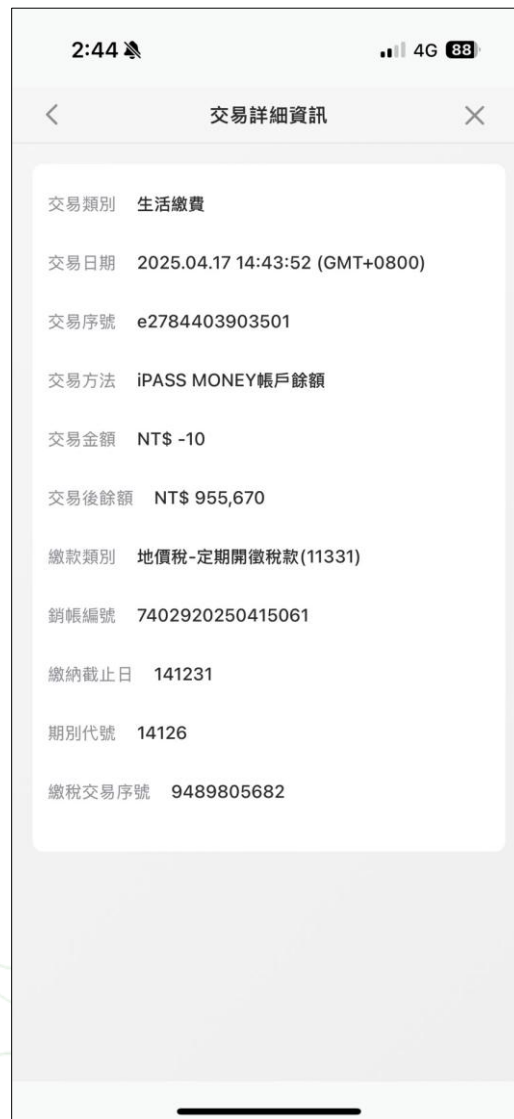 2:44
4G 88
交易詳細資訊
交易類別 生活繳費
交易日期 2025.04.17 14:43:52 (GMT+0800)
交易序號 e2784403903501
交易方法 iPASS MONEY帳戶餘額
交易金額 NT$ -10
交易後餘額 NT$ 955,670
繳款類別 地價稅-定期開徵稅款(11331)
銷帳編號 7402920250415061
繳納截止日 141231
期別代號 14126
繳稅交易序號 9489805682